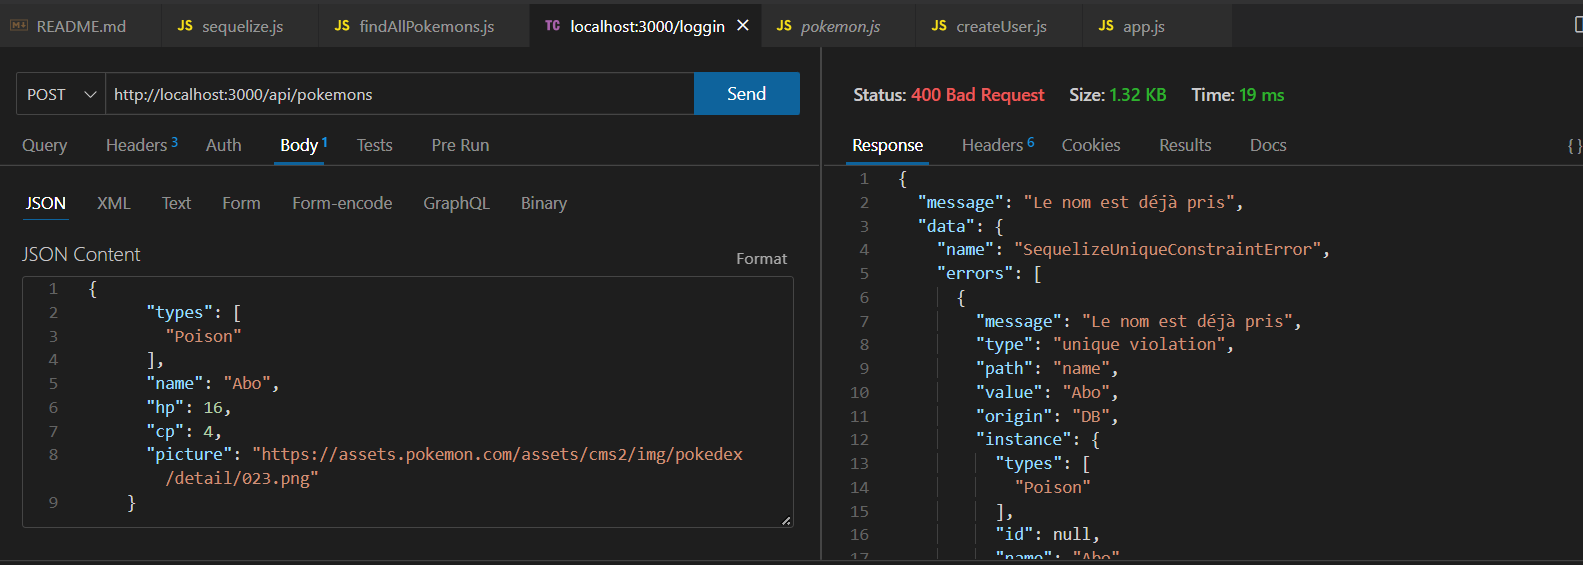 README.md
JS sequelize.js
JS findAllPokemons.js
TC localhost:3000/loggin ×
JS pokemon.js
JS createUser.js
JS app.js
POST http://localhost:3000/api/pokemons Send
Query Headers 3 Auth Body 1 Tests Pre Run
JSON XML Text Form Form-encode GraphQL Binary
JSON Content
Format
1 {
2 "types": [
3 "Poison"
4 ],
5 "name": "Abo",
6 "hp": 16,
7 "cp": 4,
8 "picture": "https://assets.pokemon.com/assets/cms2/img/pokedex
/detail/023.png"
9 }
Status: 400 Bad Request Size: 1.32 KB Time: 19 ms
Response Headers 6 Cookies Results Docs {}
1 {
2 "message": "Le nom est déjà pris",
3 "data": {
4 "name": "SequelizeUniqueConstraintError",
5 "errors": [
6 {
7 "message": "Le nom est déjà pris",
8 "type": "unique violation",
9 "path": "name",
10 "value": "Abo",
11 "origin": "DB",
12 "instance": {
13 "types": [
14 "Poison"
15 ],
16 "id": null,
17 "name": "Abo"